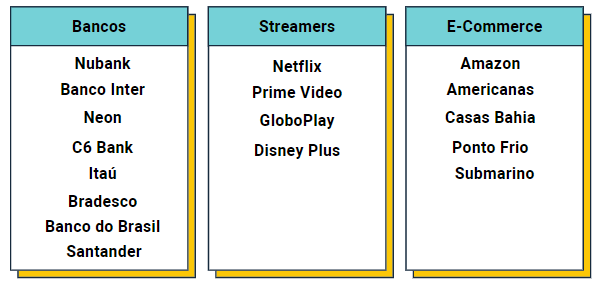 Bancos
Nubank
Banco Inter
Neon
C6 Bank
Itaú
Bradesco
Banco do Brasil
Santander
Streamers
Netflix
Prime Video
GloboPlay
Disney Plus
E-Commerce
Amazon
Americanas
Casas Bahia
Ponto Frio
Submarino